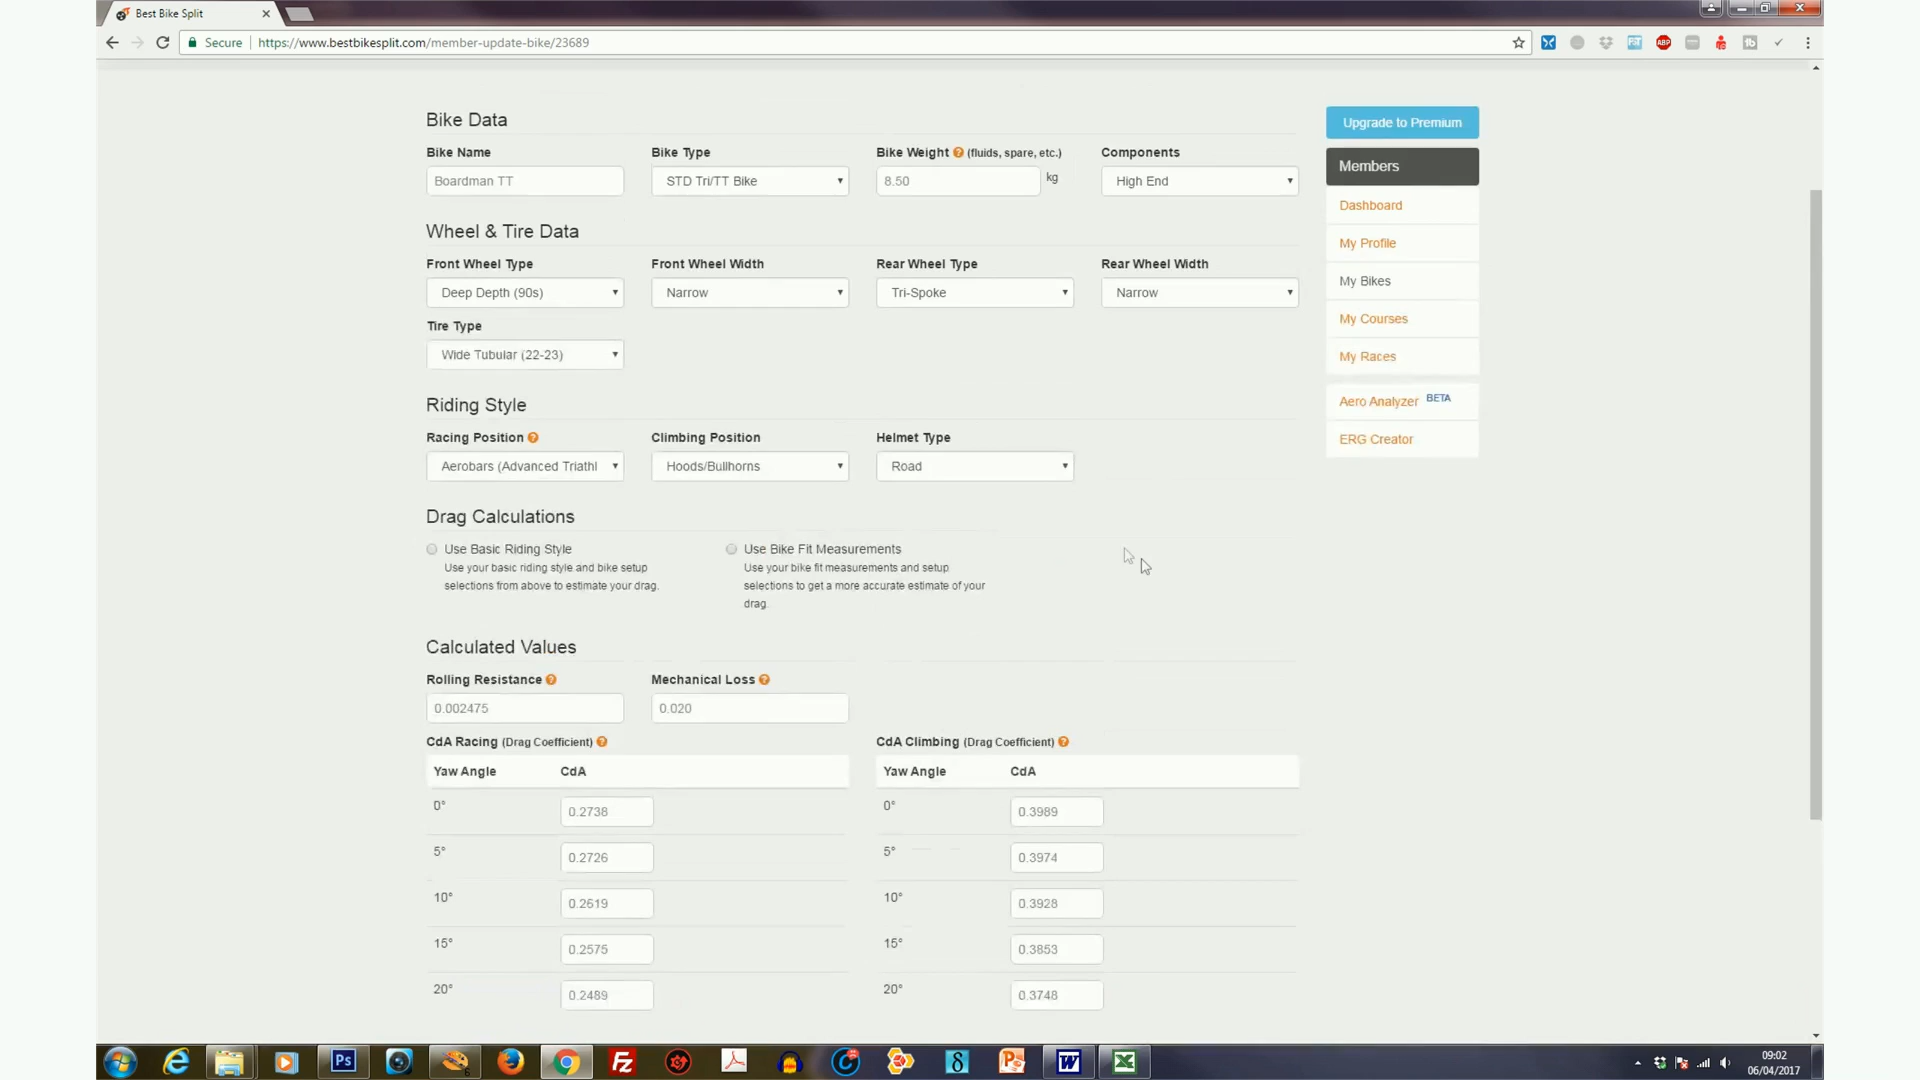 Best Bike Split
Secure | https://www.bestbikesplit.com/member-update-bike/23689
Bike Data
Bike Name
Bike Type
Bike Weight (fluids, spare, etc.)
Components
Boardman TT
STD Tri/TT Bike
8.50
kg
High End
Wheel & Tire Data
Front Wheel Type
Front Wheel Width
Rear Wheel Type
Rear Wheel Width
Deep Depth (90s)
Narrow
Tri-Spoke
Narrow
Tire Type
Wide Tubular (22-23)
Riding Style
Racing Position
Climbing Position
Helmet Type
Aerobars (Advanced Triathl
Hoods/Bullhorns
Road
Drag Calculations
Use Basic Riding Style
Use your basic riding style and bike setup
selections from above to estimate your drag.
Use Bike Fit Measurements
Use your bike fit measurements and setup
selections to get a more accurate estimate of your
drag.
Calculated Values
Rolling Resistance
Mechanical Loss
0.002475
0.020
CdA Racing (Drag Coefficient)
Yaw Angle CdA
0° 0.2738
5° 0.2726
10° 0.2619
15° 0.2575
20° 0.2489
CdA Climbing (Drag Coefficient)
Yaw Angle CdA
0° 0.3989
5° 0.3974
10° 0.3928
15° 0.3853
20° 0.3748
Upgrade to Premium
Members
Dashboard
My Profile
My Bikes
My Courses
My Races
Aero Analyzer BETA
ERG Creator
ABP
Ps
Fz
W
09:02
06/04/2017